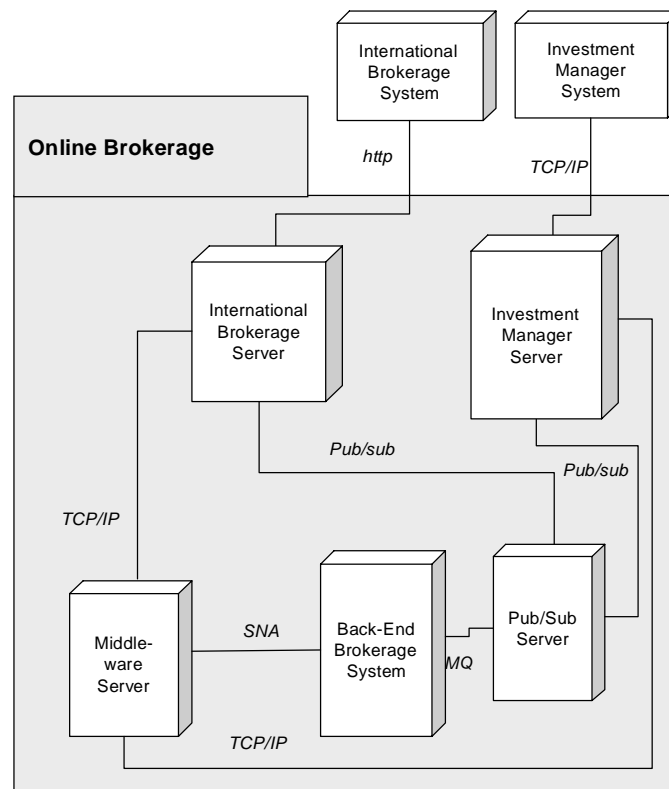 International
Brokerage
System
Investment
Manager
System
Online Brokerage
http
TCP/IP
International
Brokerage
Server
Investment
Manager
Server
Pub/sub
Pub/sub
TCP/IP
Middle-
ware
Server
SNA
Back-End
Brokerage
System
MQ
Pub/Sub
Server
TCP/IP